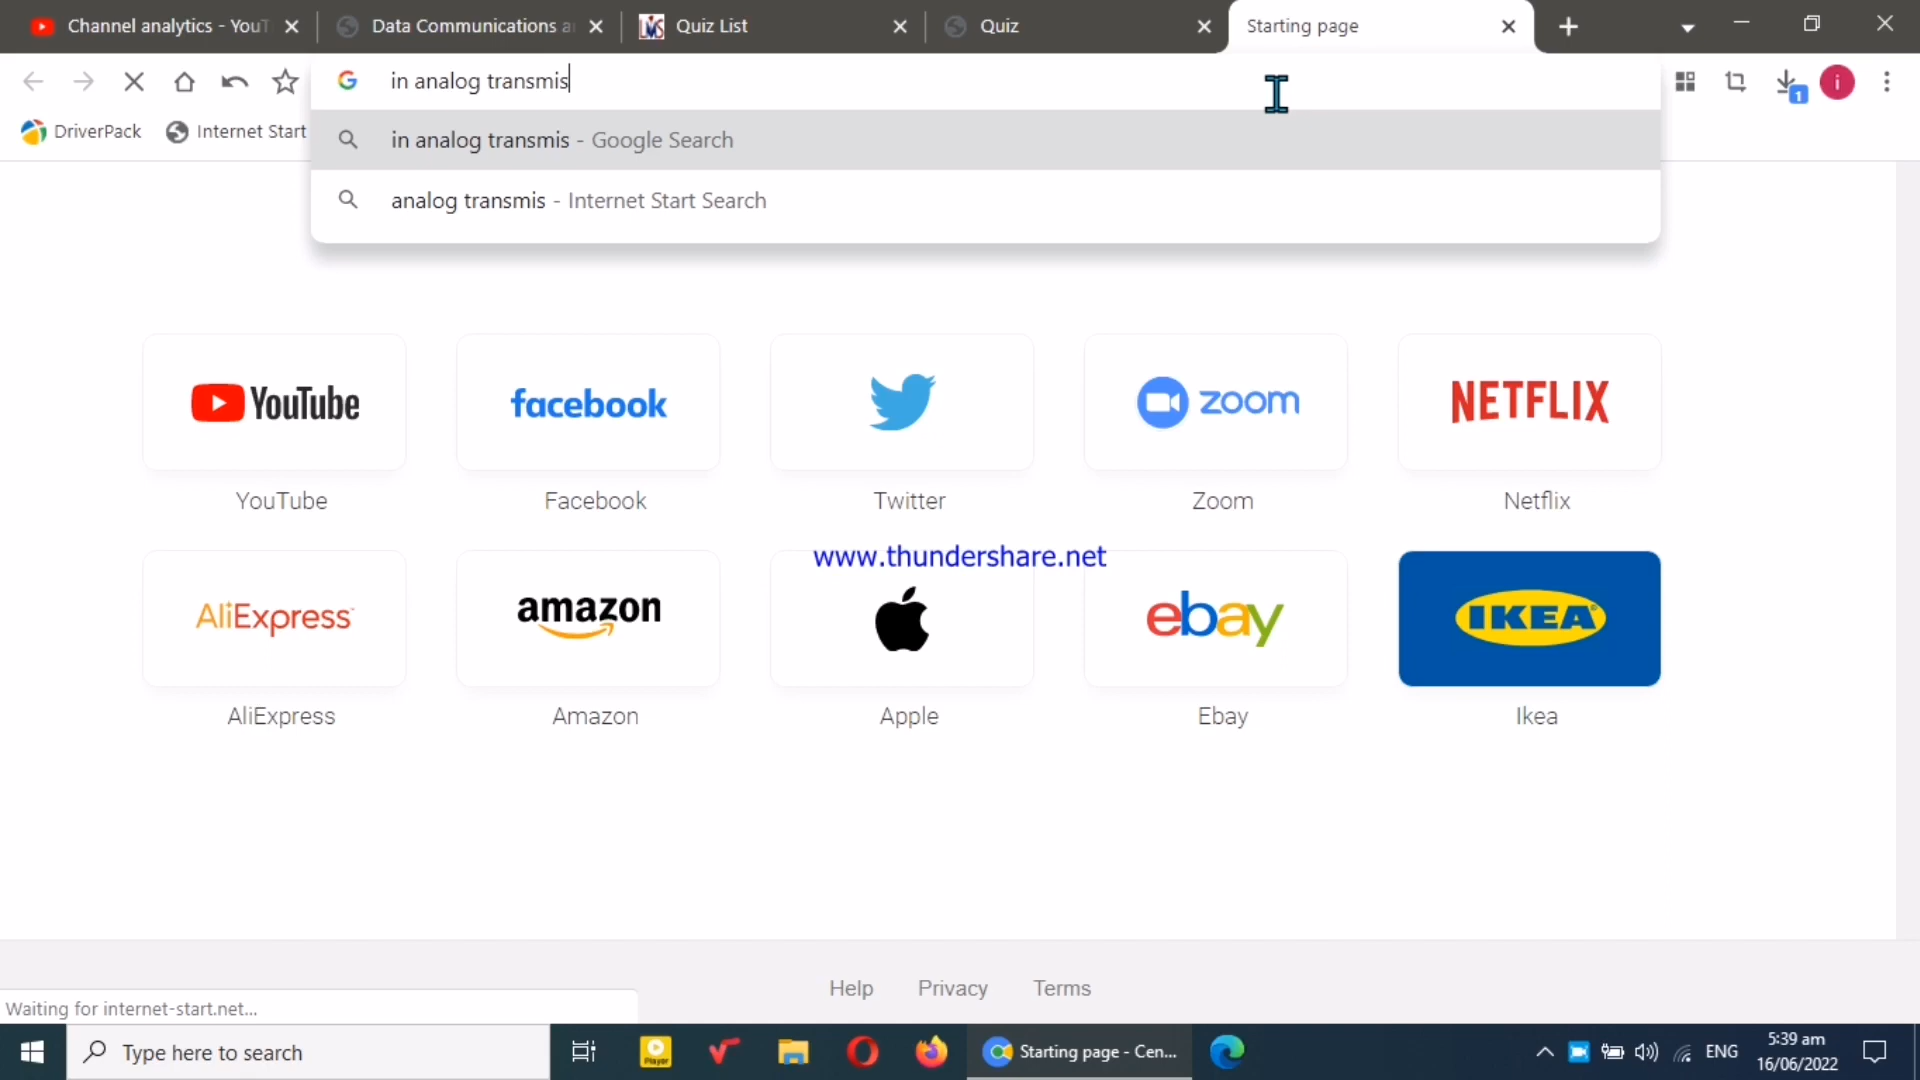 Channel analytics - YouT
Data Communications a
Quiz List
Quiz
Starting page
in analog transmis
1
i
DriverPack
Internet Start
in analog transmis - Google Search
analog transmis - Internet Start Search
YouTube
facebook
zoom
NETFLIX
YouTube
Facebook
Twitter
Zoom
Netflix
www.thundershare.net
AliExpress
amazon
ebay
IKEA
AliExpress
Amazon
Apple
Ebay
Ikea
Help
Privacy
Terms
Waiting for internet-start.net...
Type here to search
Player
Starting page - Cen...
ENG
5:39 am
16/06/2022